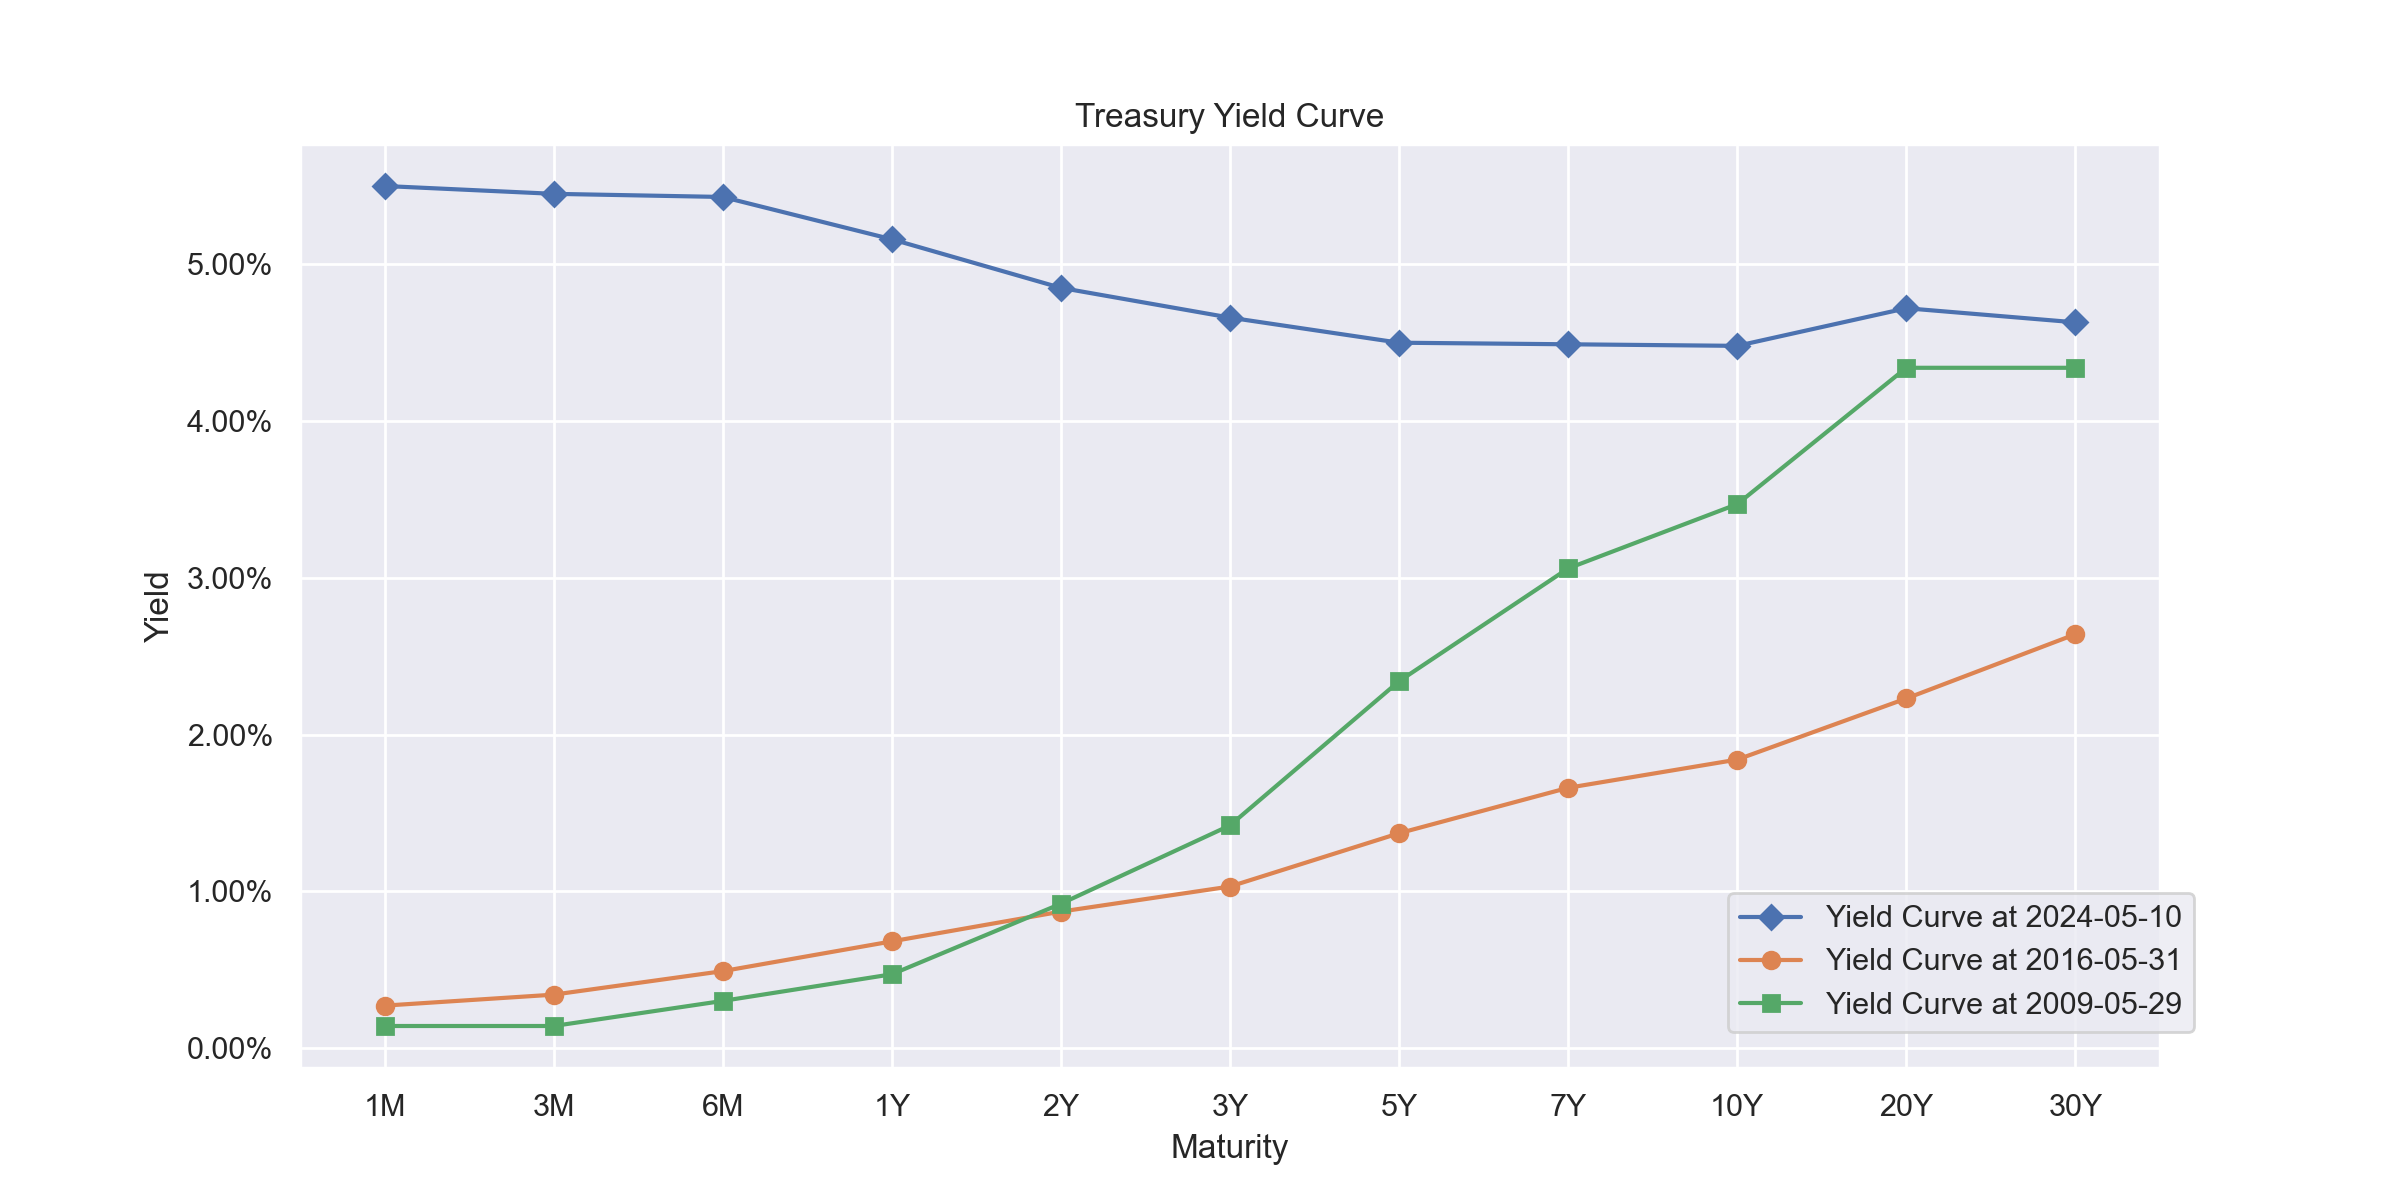 Treasury Yield Curve
Yield
5.00%
4.00%
3.00%
2.00%
1.00%
0.00%
1M 3M 6M 1Y 2Y 3Y 5Y 7Y 10Y 20Y 30Y
Maturity
Yield Curve at 2024-05-10
Yield Curve at 2016-05-31
Yield Curve at 2009-05-29